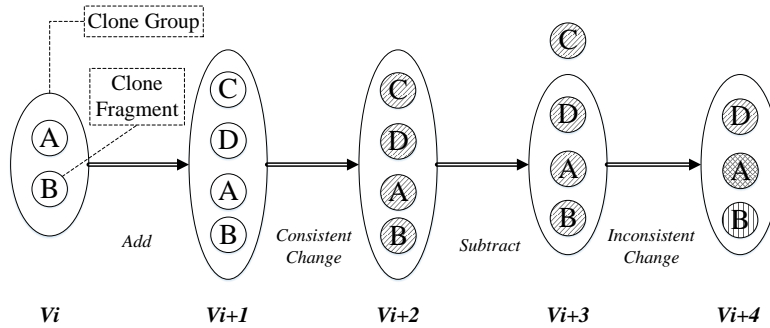 Clone Group
Clone
Fragment
A
B
Add
Vi
C
D
A
B
Consistent
Change
Vi+1
C
D
A
B
Subtract
Vi+2
C
D
A
B
Inconsistent
Change
Vi+3
D
A
B
Vi+4